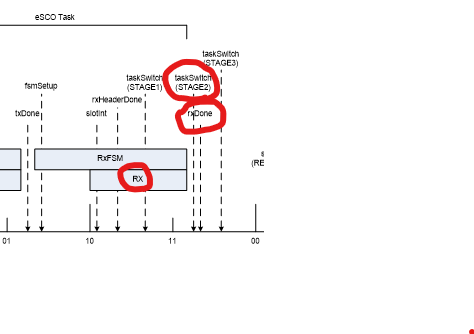 eSCO Task
taskSwitch
(STAGE3)
taskSwitch
(STAGE1)
taskSwitch
(STAGE2)
fsmSetup
rxHeaderDone
txDone
slotInt
rxDone
RxFSM
RX
s
(RE
01
10
11
00